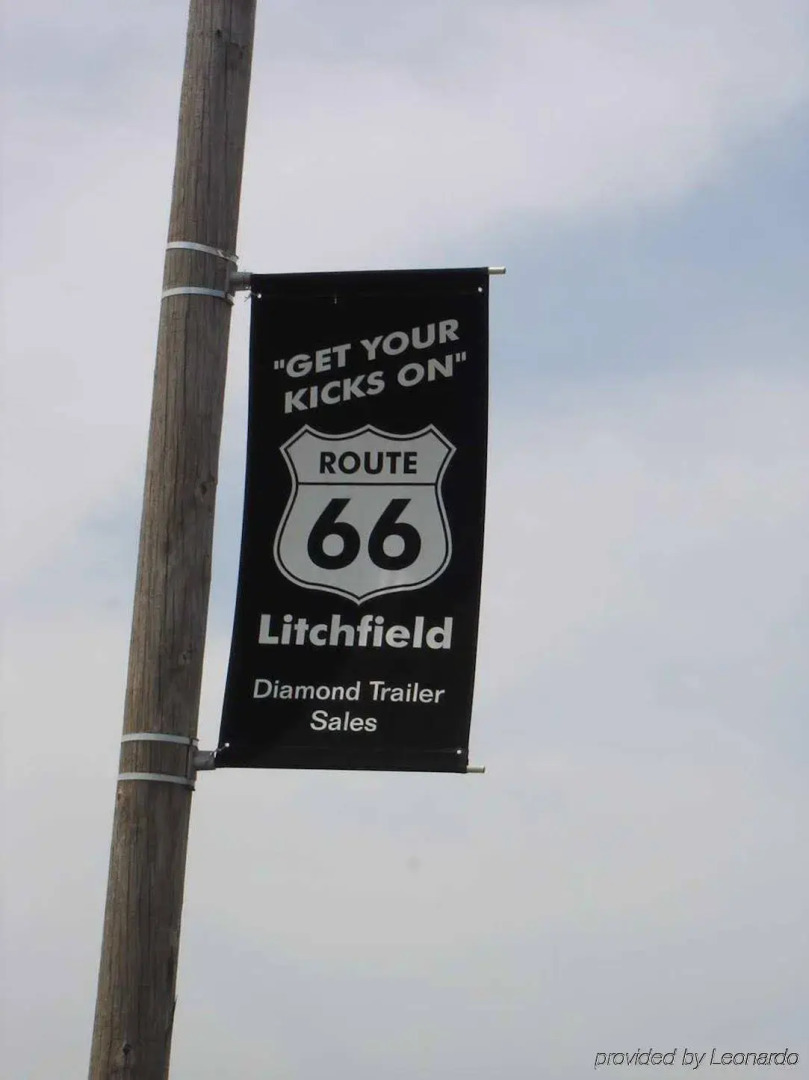 "GET YOUR
KICKS ON"
ROUTE
66
Litchfield
Diamond Trailer
Sales
provided by Leonardo